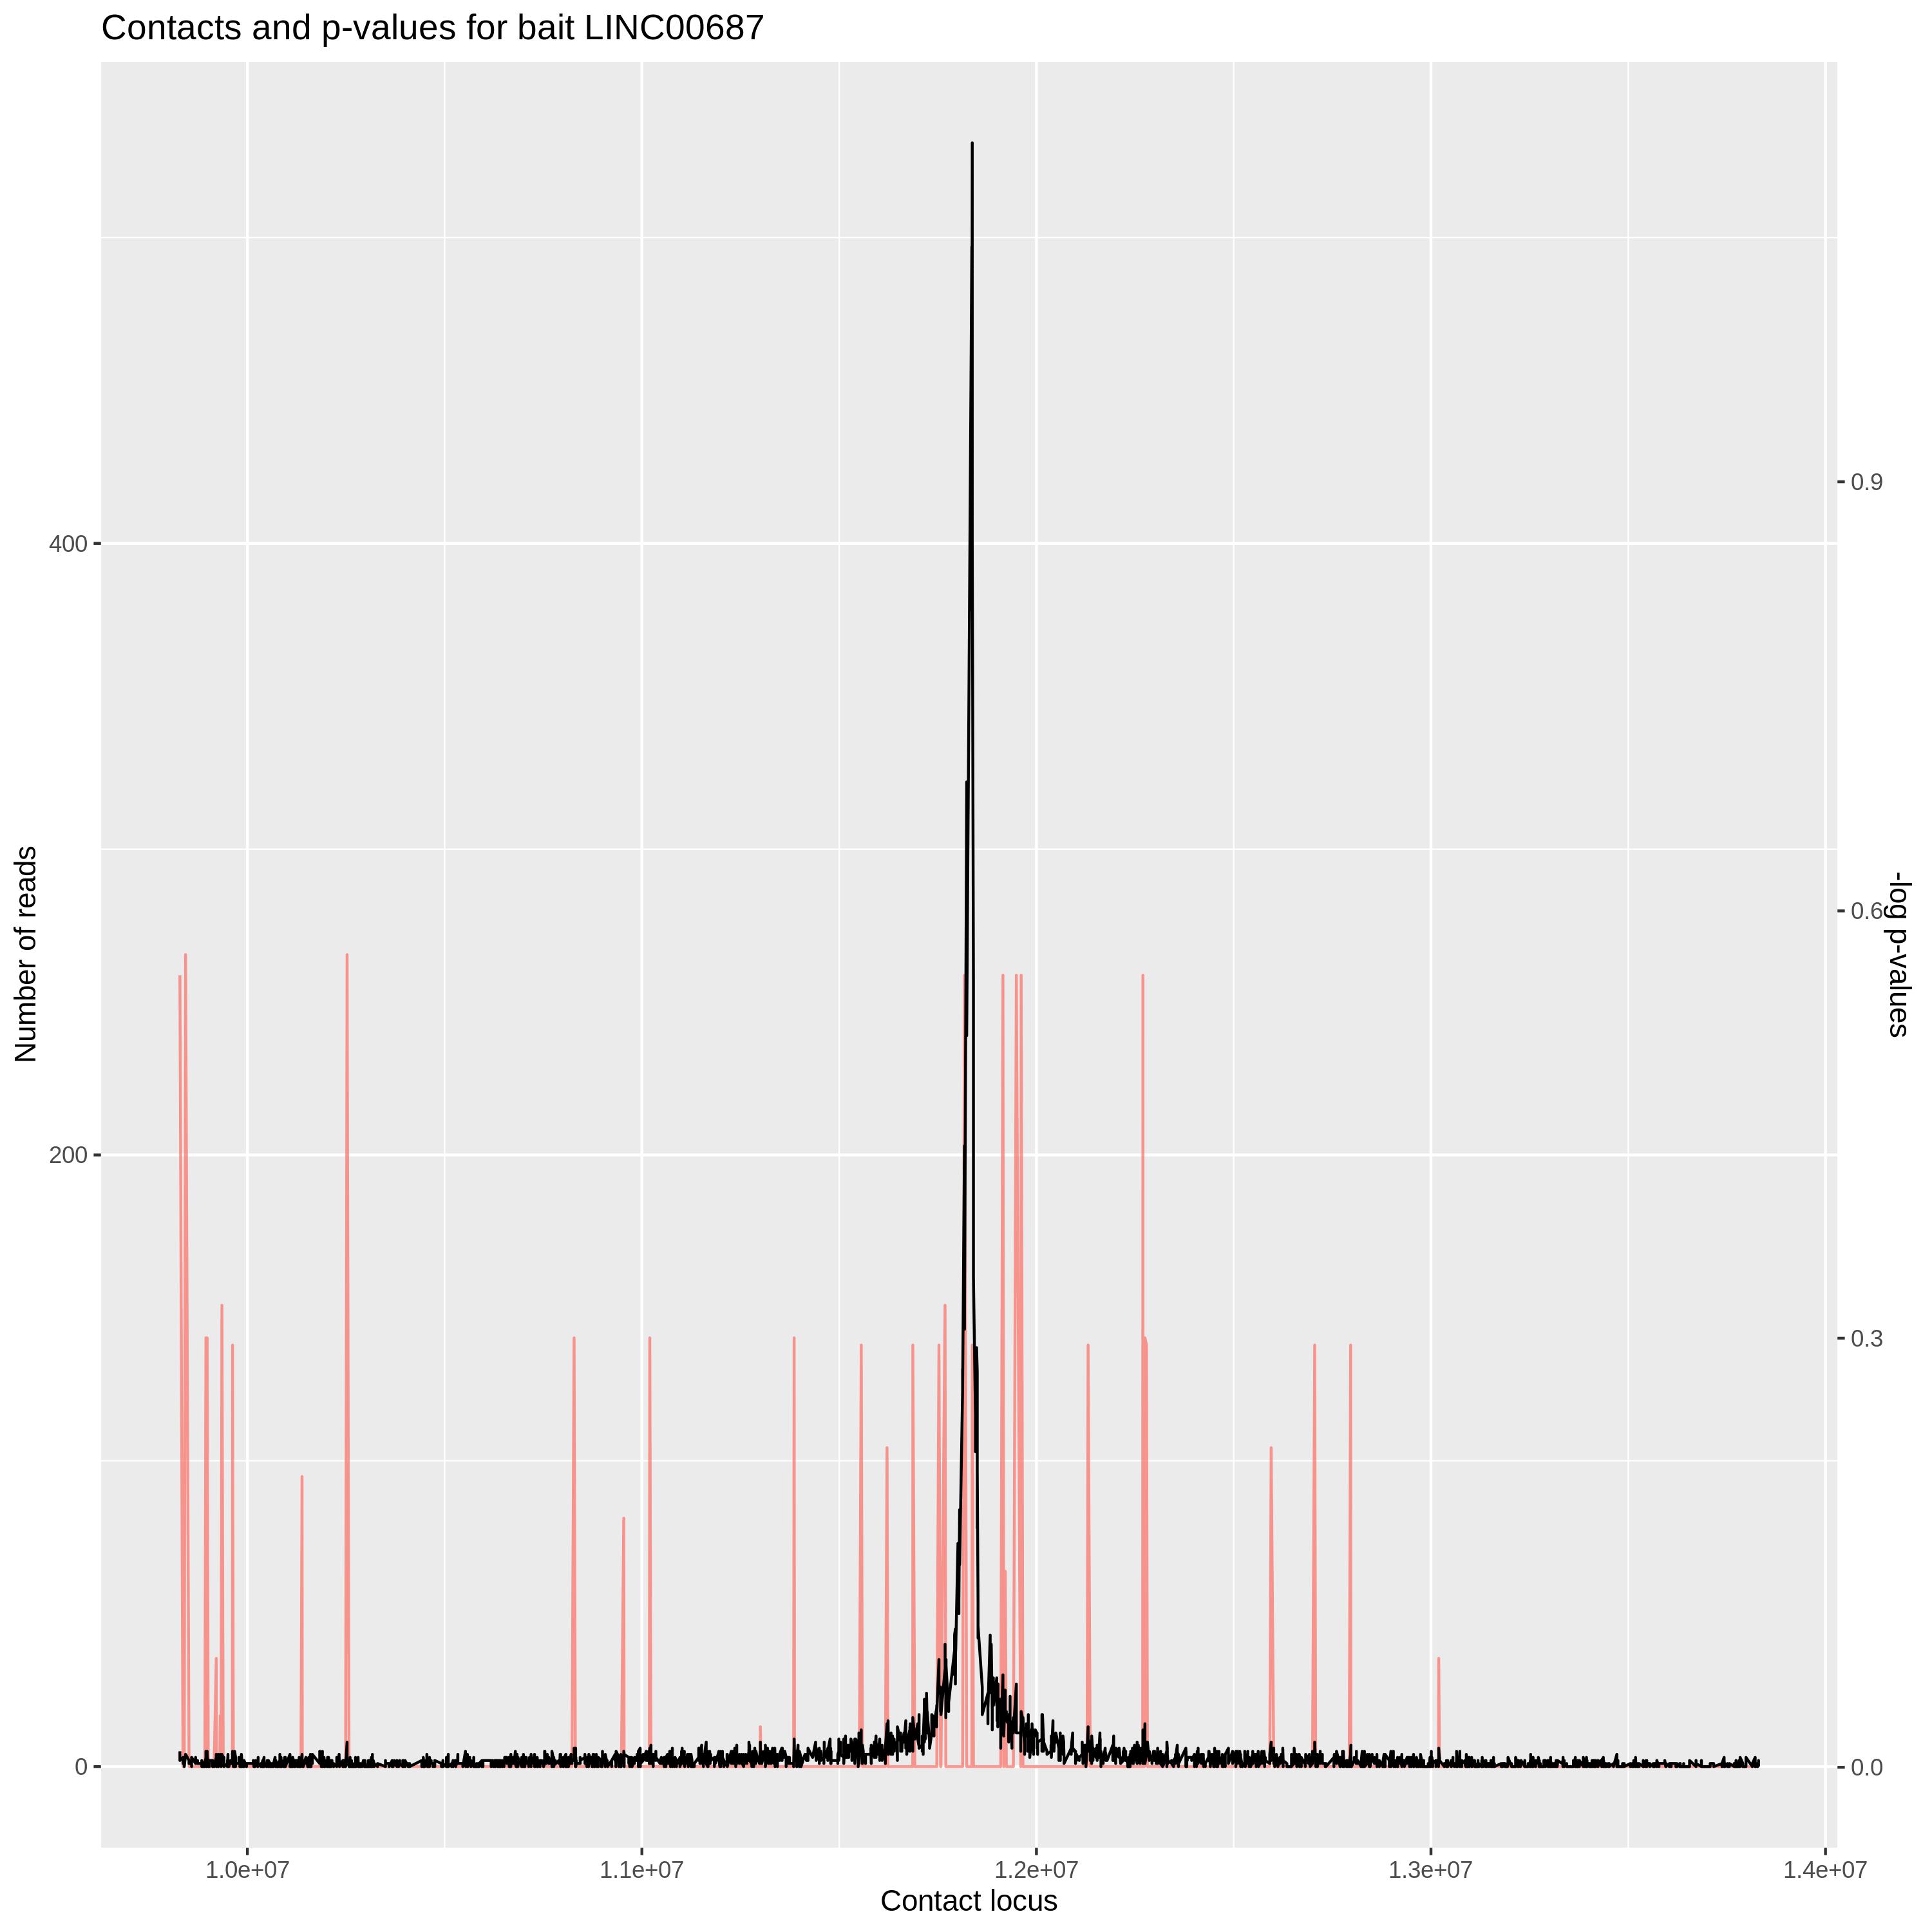 Contacts and p-values for bait LINC00687
Number of reads
400
200
0
0.9
0.6
0.3
0.0
-log p-values
1.0e+07
1.1e+07
1.2e+07
1.3e+07
1.4e+07
Contact locus